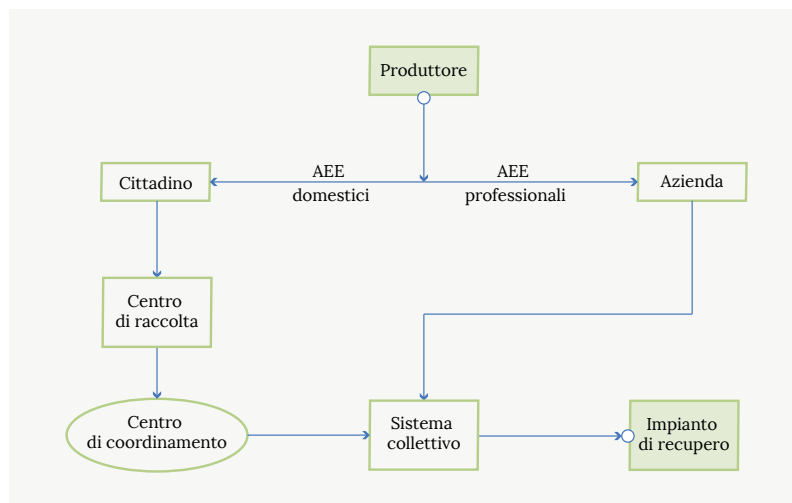 Produttore
Cittadino
AEE
domestici
AEE
professionali
Azienda
Centro
di raccolta
Centro
di coordinamento
Sistema
collettivo
Impianto
di recupero